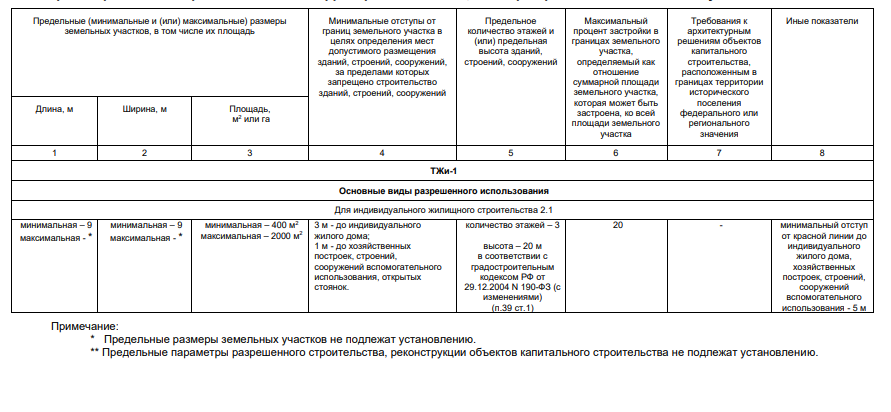 Предельные (минимальные и (или) максимальные) размеры
земельных участков, в том числе их площадь
Длина, м
Ширина, м
Площадь,
м² или га
Минимальные отступы от
границ земельного участка в
целях определения мест
допустимого размещения
зданий, строений, сооружений,
за пределами которых
запрещено строительство
зданий, строений, сооружений
Предельное
количество этажей и
(или) предельная
высота зданий,
строений, сооружений
Максимальный
процент застройки в
границах земельного
участка,
определяемый как
отношение
суммарной площади
земельного участка,
которая может быть
застроена, ко всей
площади земельного
участка
Требования к
архитектурным
решениям объектов
капитального
строительства,
расположенным в
границах территории
исторического
поселения
федерального или
регионального
значения
Иные показатели
1 2 3 4 5 6 7 8
ТЖи-1
Основные виды разрешенного использования
Для индивидуального жилищного строительства 2.1
минимальная – 9
максимальная - *
минимальная – 9
максимальная - *
минимальная – 400 м²
максимальная – 2000 м²
3 м - до индивидуального
жилого дома;
1 м - до хозяйственных
построек, строений,
сооружений вспомогательного
использования, открытых
стоянок.
количество этажей – 3
высота – 20 м
в соответствии с
градостроительным
кодексом РФ от
29.12.2004 N 190-ФЗ (с
изменениями)
(п.39 ст.1)
20
-
минимальный отступ
от красной линии до
индивидуального
жилого дома,
хозяйственных
построек, строений,
сооружений
вспомогательного
использования - 5 м
Примечание:
* Предельные размеры земельных участков не подлежат установлению.
** Предельные параметры разрешенного строительства, реконструкции объектов капитального строительства не подлежат установлению.